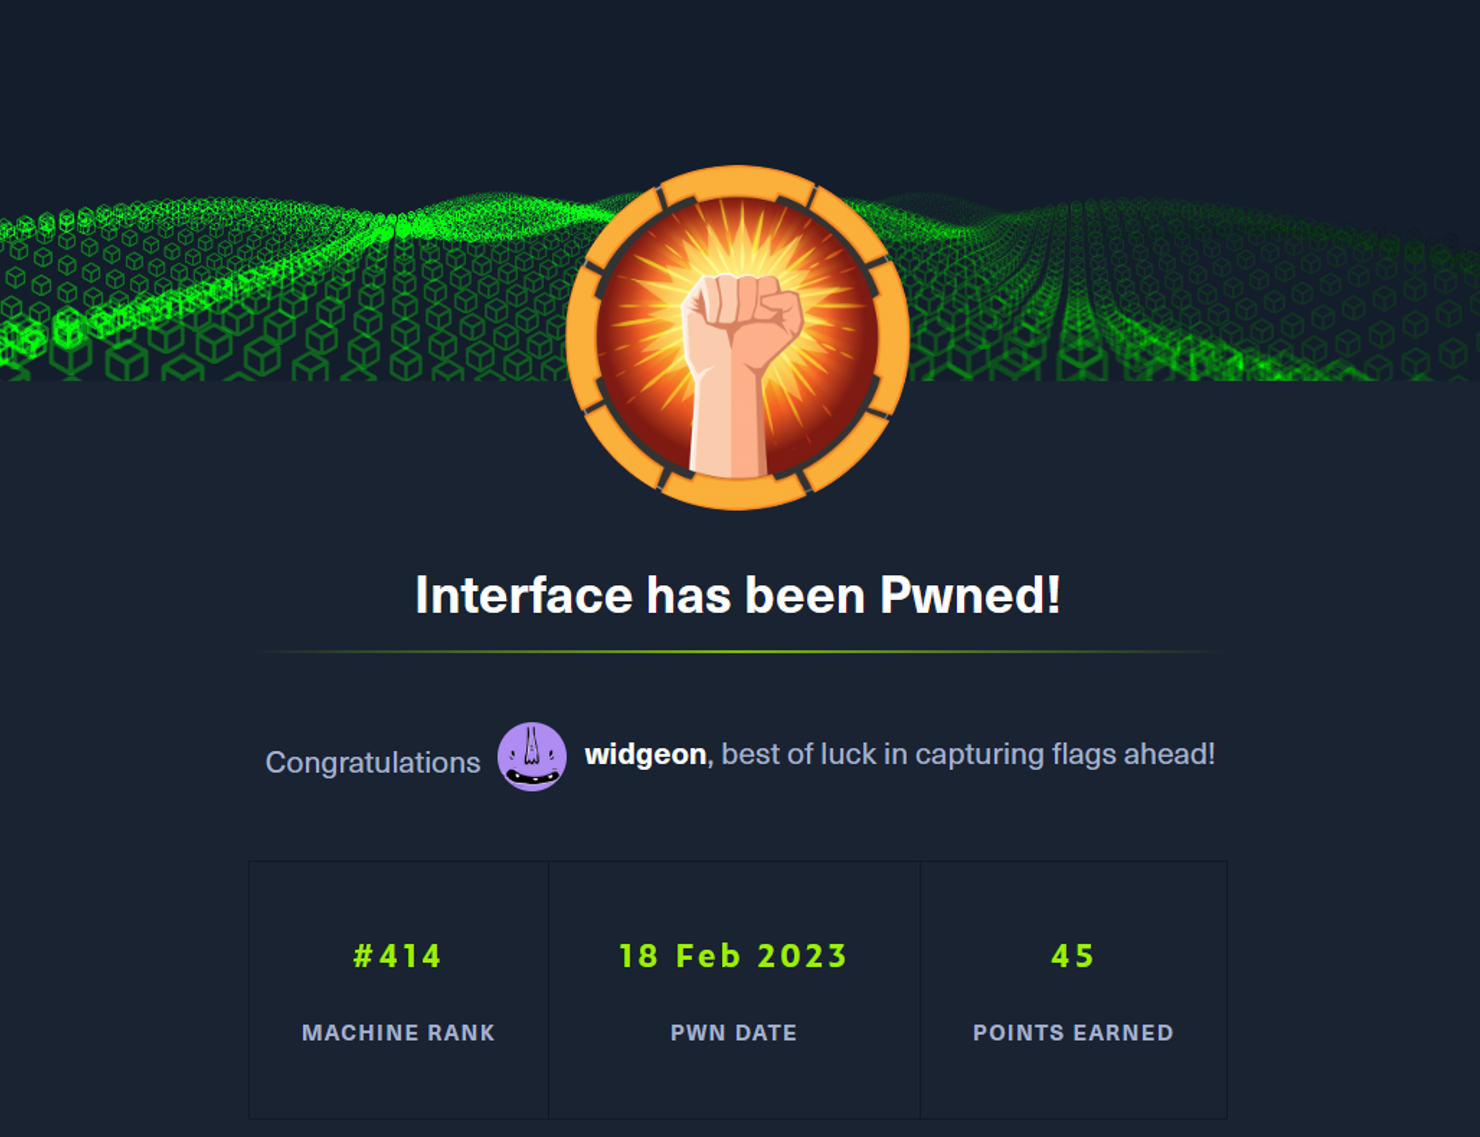 Interface has been Pwned!
Congratulations widgeon, best of luck in capturing flags ahead!
#414
MACHINE RANK
18 Feb 2023
PWN DATE
45
POINTS EARNED